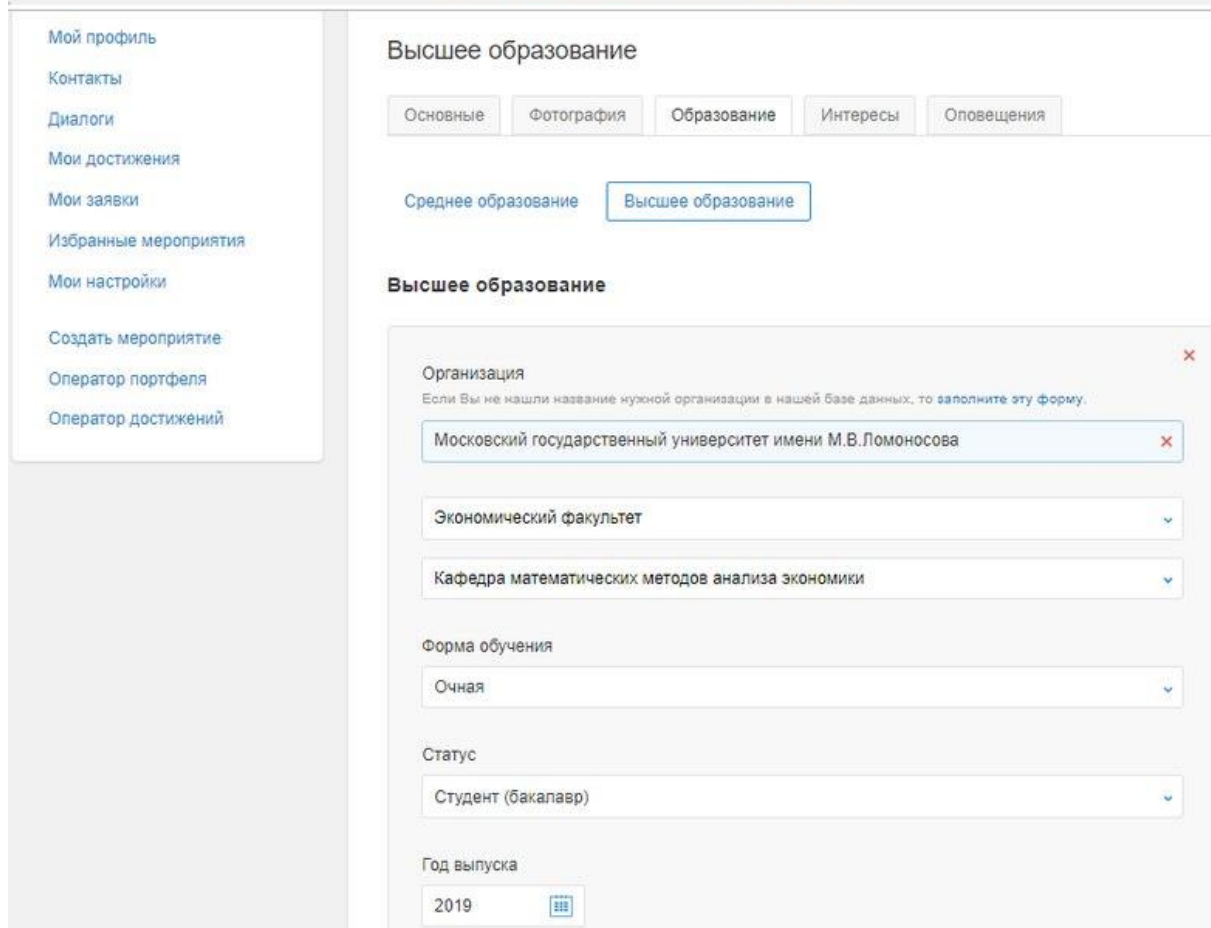 Мой профиль
Контакты
Диалоги
Мои достижения
Мои заявки
Избранные мероприятия
Мои настройки
Создать мероприятие
Оператор портфеля
Оператор достижений
Высшее образование
Основные
Фотография
Образование
Интересы
Оповещения
Среднее образование
Высшее образование
Высшее образование
Организация
Если Вы не нашли название нужной организации в нашей базе данных, то заполните эту форму.
Московский государственный университет имени М.В.Ломоносова
Экономический факультет
Кафедра математических методов анализа экономики
Форма обучения
Очная
Статус
Студент (бакалавр)
Год выпуска
2019